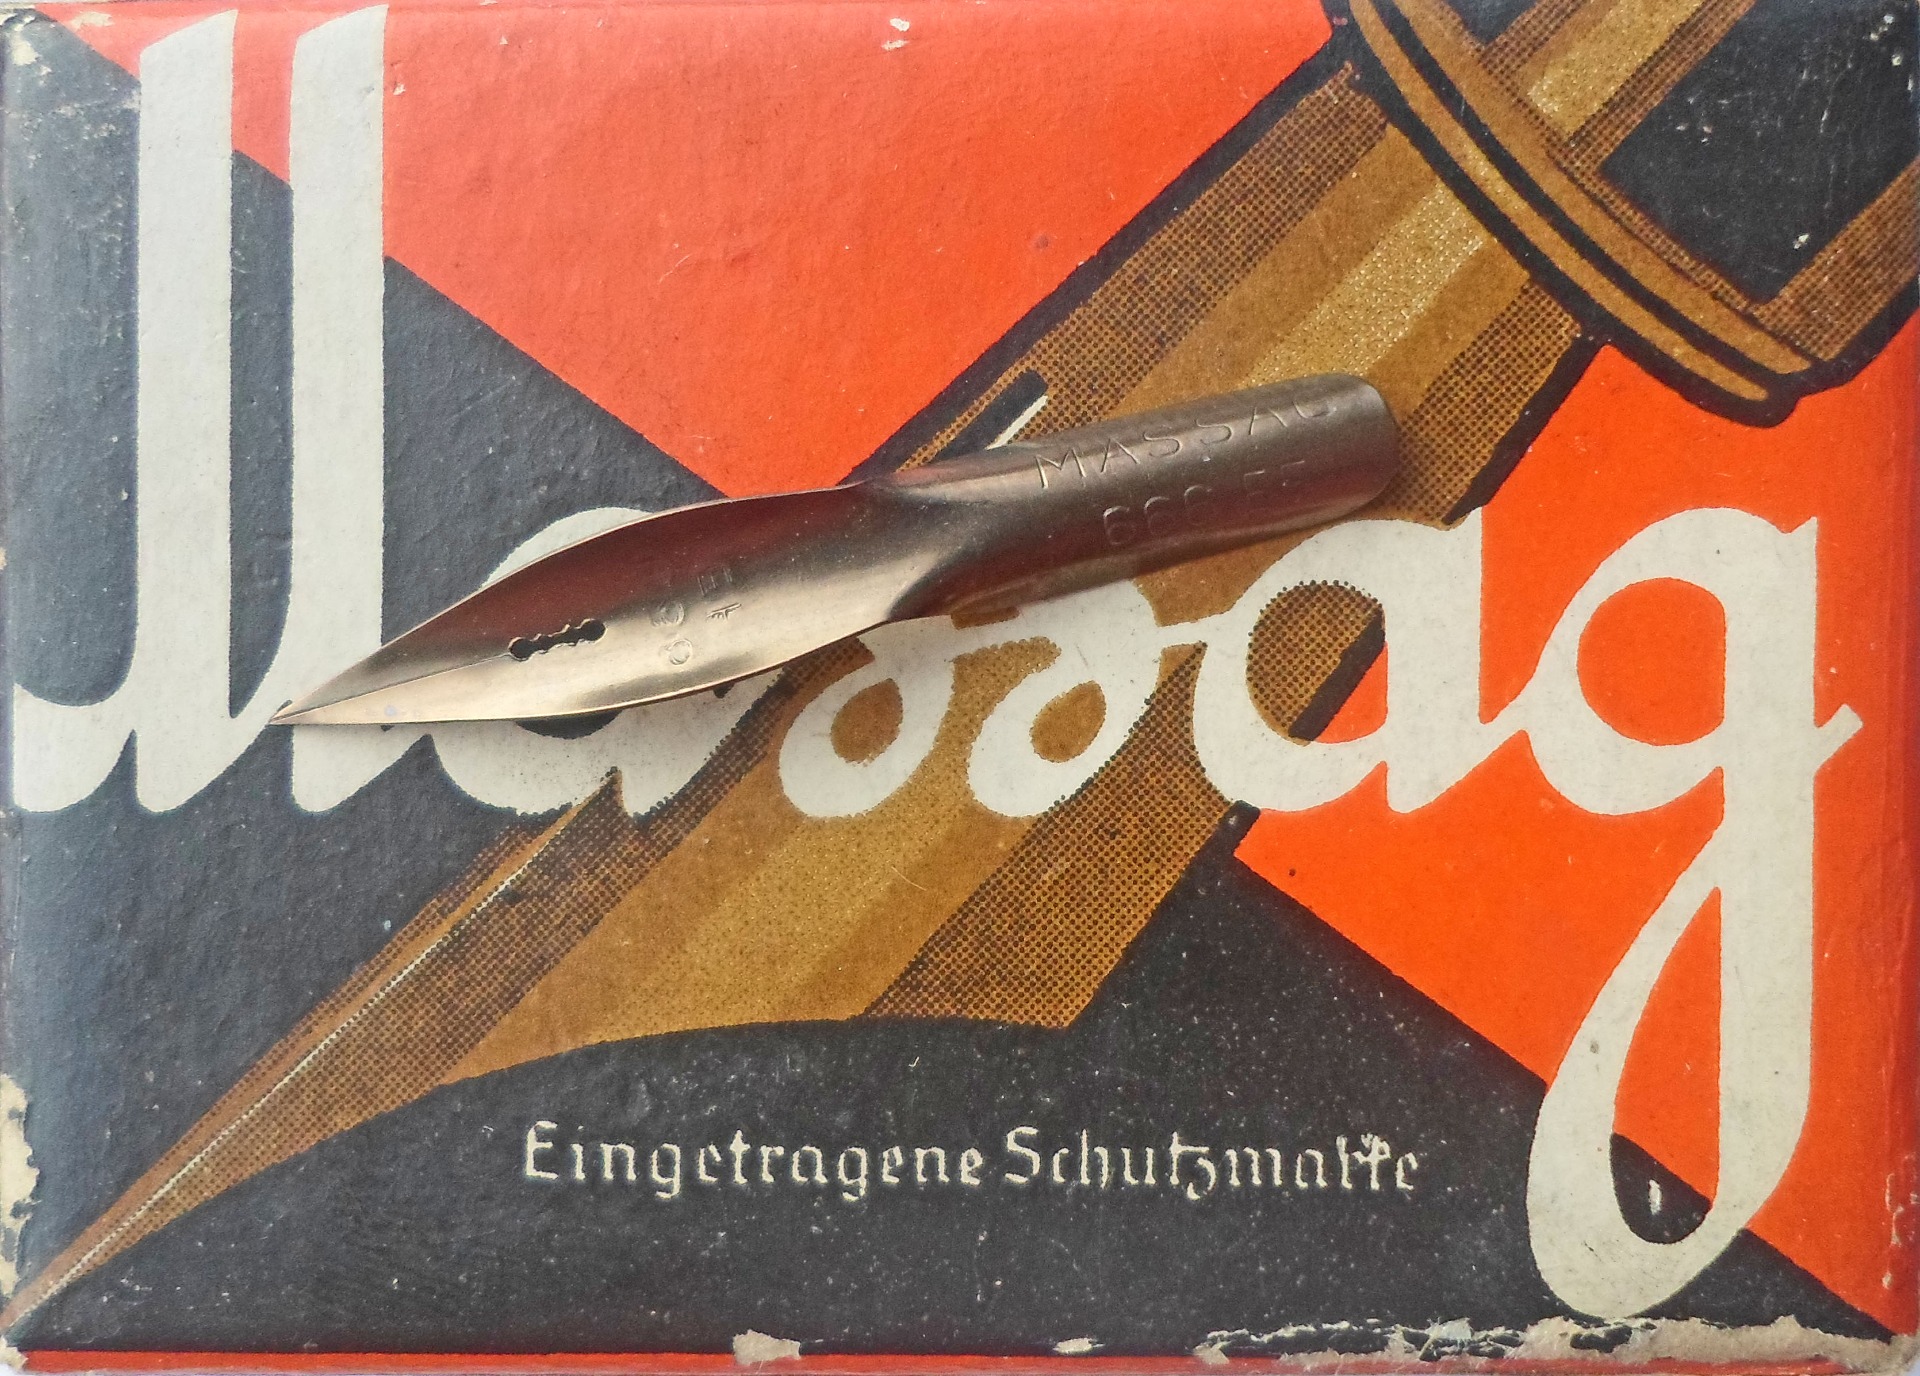 Massag
MASSAG
666 EF
Eingetragene Schutzmarke